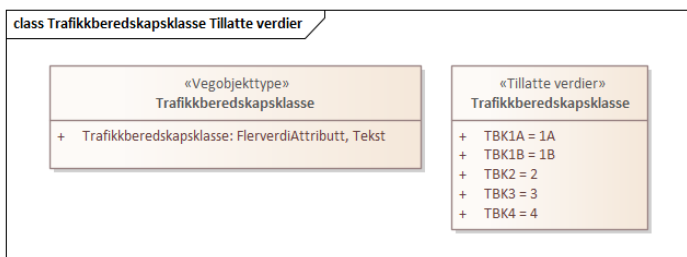 class Trafikkberedskapsklasse Tillatte verdier
«Vegobjekttype»
Trafikkberedskapsklasse
+ Trafikkberedskapsklasse: FlerverdiAttributt, Tekst
«Tillatte verdier»
Trafikkberedskapsklasse
+ TBK1A = 1A
+ TBK1B = 1B
+ TBK2 = 2
+ TBK3 = 3
+ TBK4 = 4